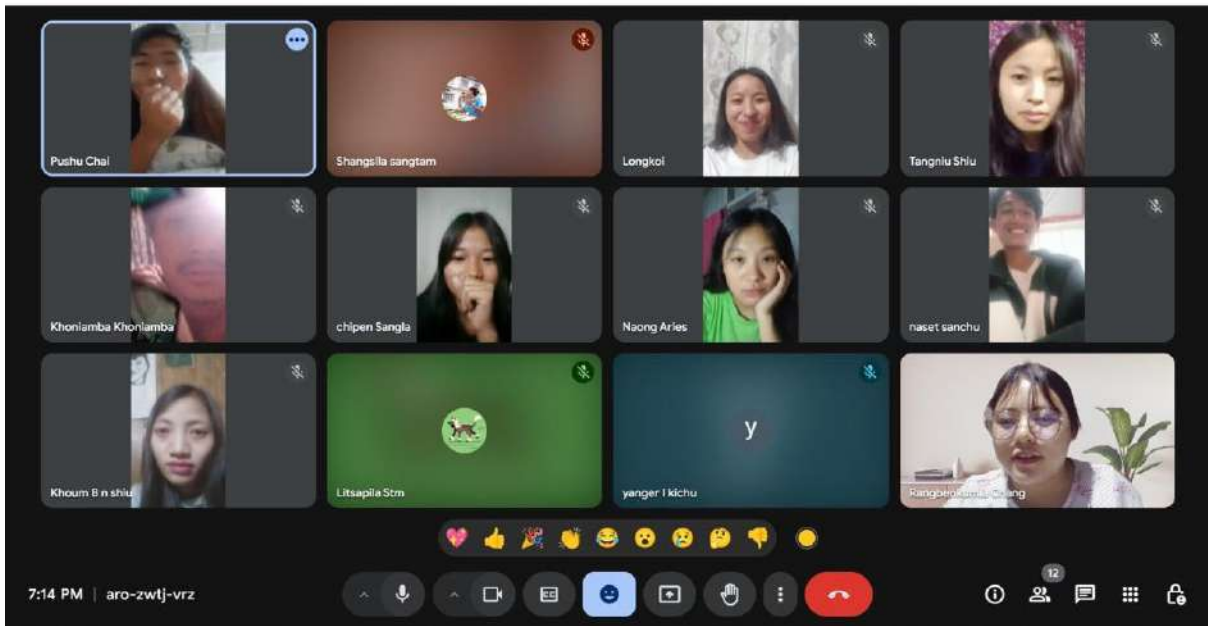 Pushu Chai
Shangsila sangtam
Longkoi
Tangniu Shiu
Khoniamba Khoniamba
chipen Sangla
Naong Aries
naset sanchu
Khoum B n shiu
Litsapila Stm
y
yanger l kichu
7:14 PM | aro-zwtj-vrz
CC
12